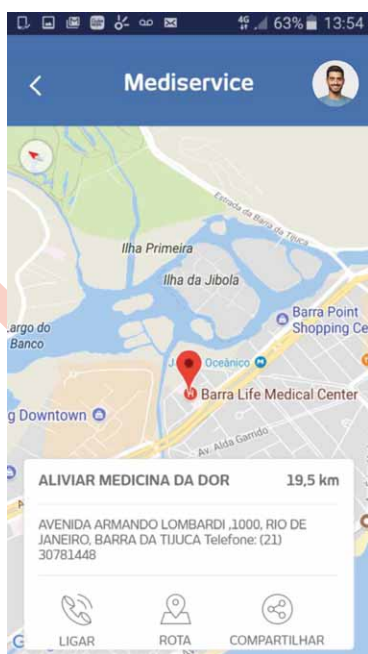 4G 63% 13:54
Mediservice
Estrada da Barra da Tijuca
Ilha Primeira
Ilha da Jibola
Barra Point
Shopping Ce
argo do
Banco
Oceânico
Barra Life Medical Center
g Downtown
Av. Alda Garrido
ALIVIAR MEDICINA DA DOR 19,5 km
AVENIDA ARMANDO LOMBARDI ,1000, RIO DE
JANEIRO, BARRA DA TIJUCA Telefone: (21)
30781448
LIGAR ROTA COMPARTILHAR